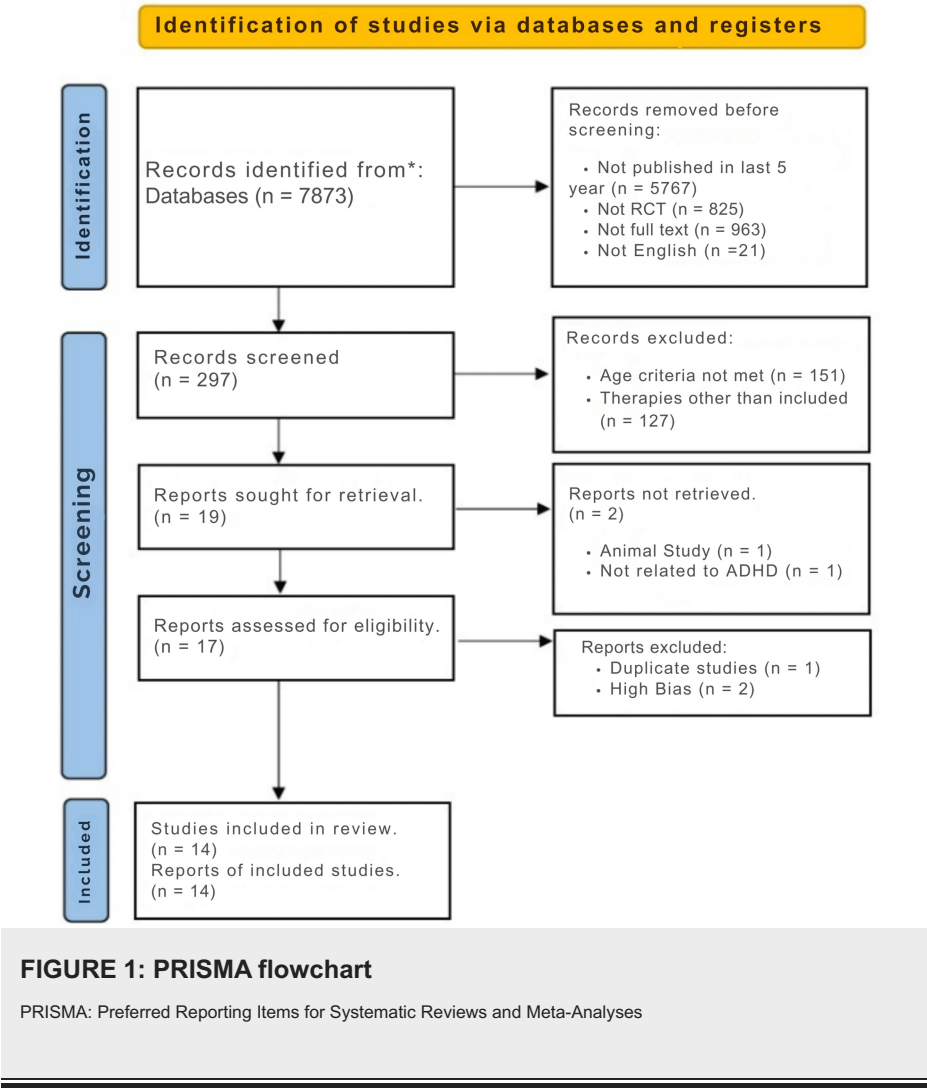 Identification of studies via databases and registers
Identification
Records identified from*:
Databases (n = 7873)
Records removed before
screening:
• Not published in last 5
year (n = 5767)
• Not RCT (n = 825)
• Not full text (n = 963)
• Not English (n =21)
Screening
Records screened
(n = 297)
Records excluded:
• Age criteria not met (n = 151)
• Therapies other than included
(n = 127)
Reports sought for retrieval.
(n = 19)
Reports not retrieved.
(n = 2)
• Animal Study (n = 1)
• Not related to ADHD (n = 1)
Reports assessed for eligibility.
(n = 17)
Reports excluded:
• Duplicate studies (n = 1)
• High Bias (n = 2)
Included
Studies included in review.
(n = 14)
Reports of included studies.
(n = 14)
FIGURE 1: PRISMA flowchart
PRISMA: Preferred Reporting Items for Systematic Reviews and Meta-Analyses